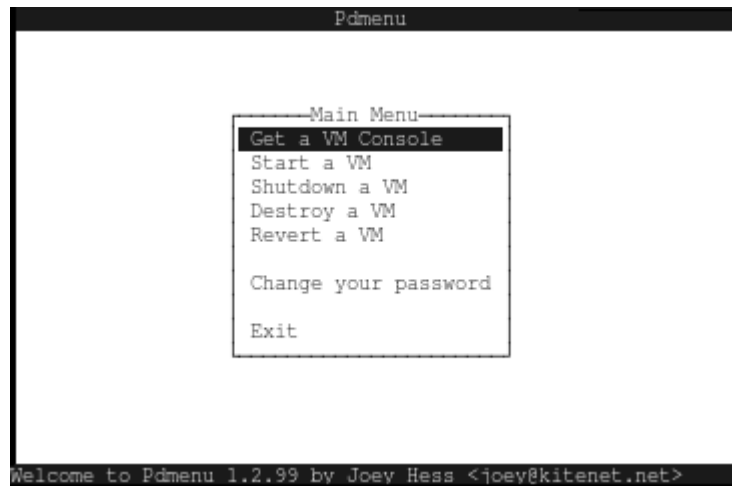 Pdmenu
Main Menu
Get a VM Console
Start a VM
Shutdown a VM
Destroy a VM
Revert a VM
Change your password
Exit
Welcome to Pdmenu 1.2.99 by Joey Hess <joey@kitenet.net>